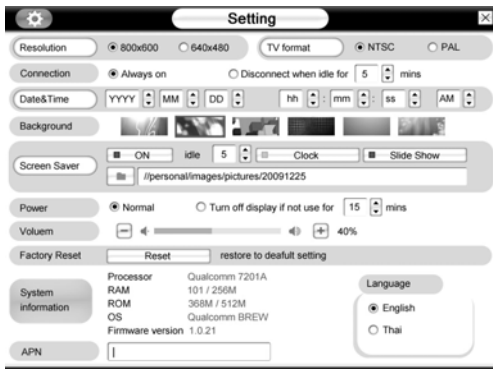 Setting
Resolution 800x600 640x480 TV format NTSC PAL
Connection Always on Disconnect when idle for 5 mins
Date&Time YYYY MM DD hh : mm : ss AM
Background
Screen Saver ON idle 5 Clock Slide Show
//personal/images/pictures/20091225
Power Normal Turn off display if not use for 15 mins
Voluem 40%
Factory Reset Reset restore to deafult setting
System information
Processor Qualcomm 7201A
RAM 101 / 256M
ROM 368M / 512M
OS Qualcomm BREW
Firmware version 1.0.21
Language
English
Thai
APN